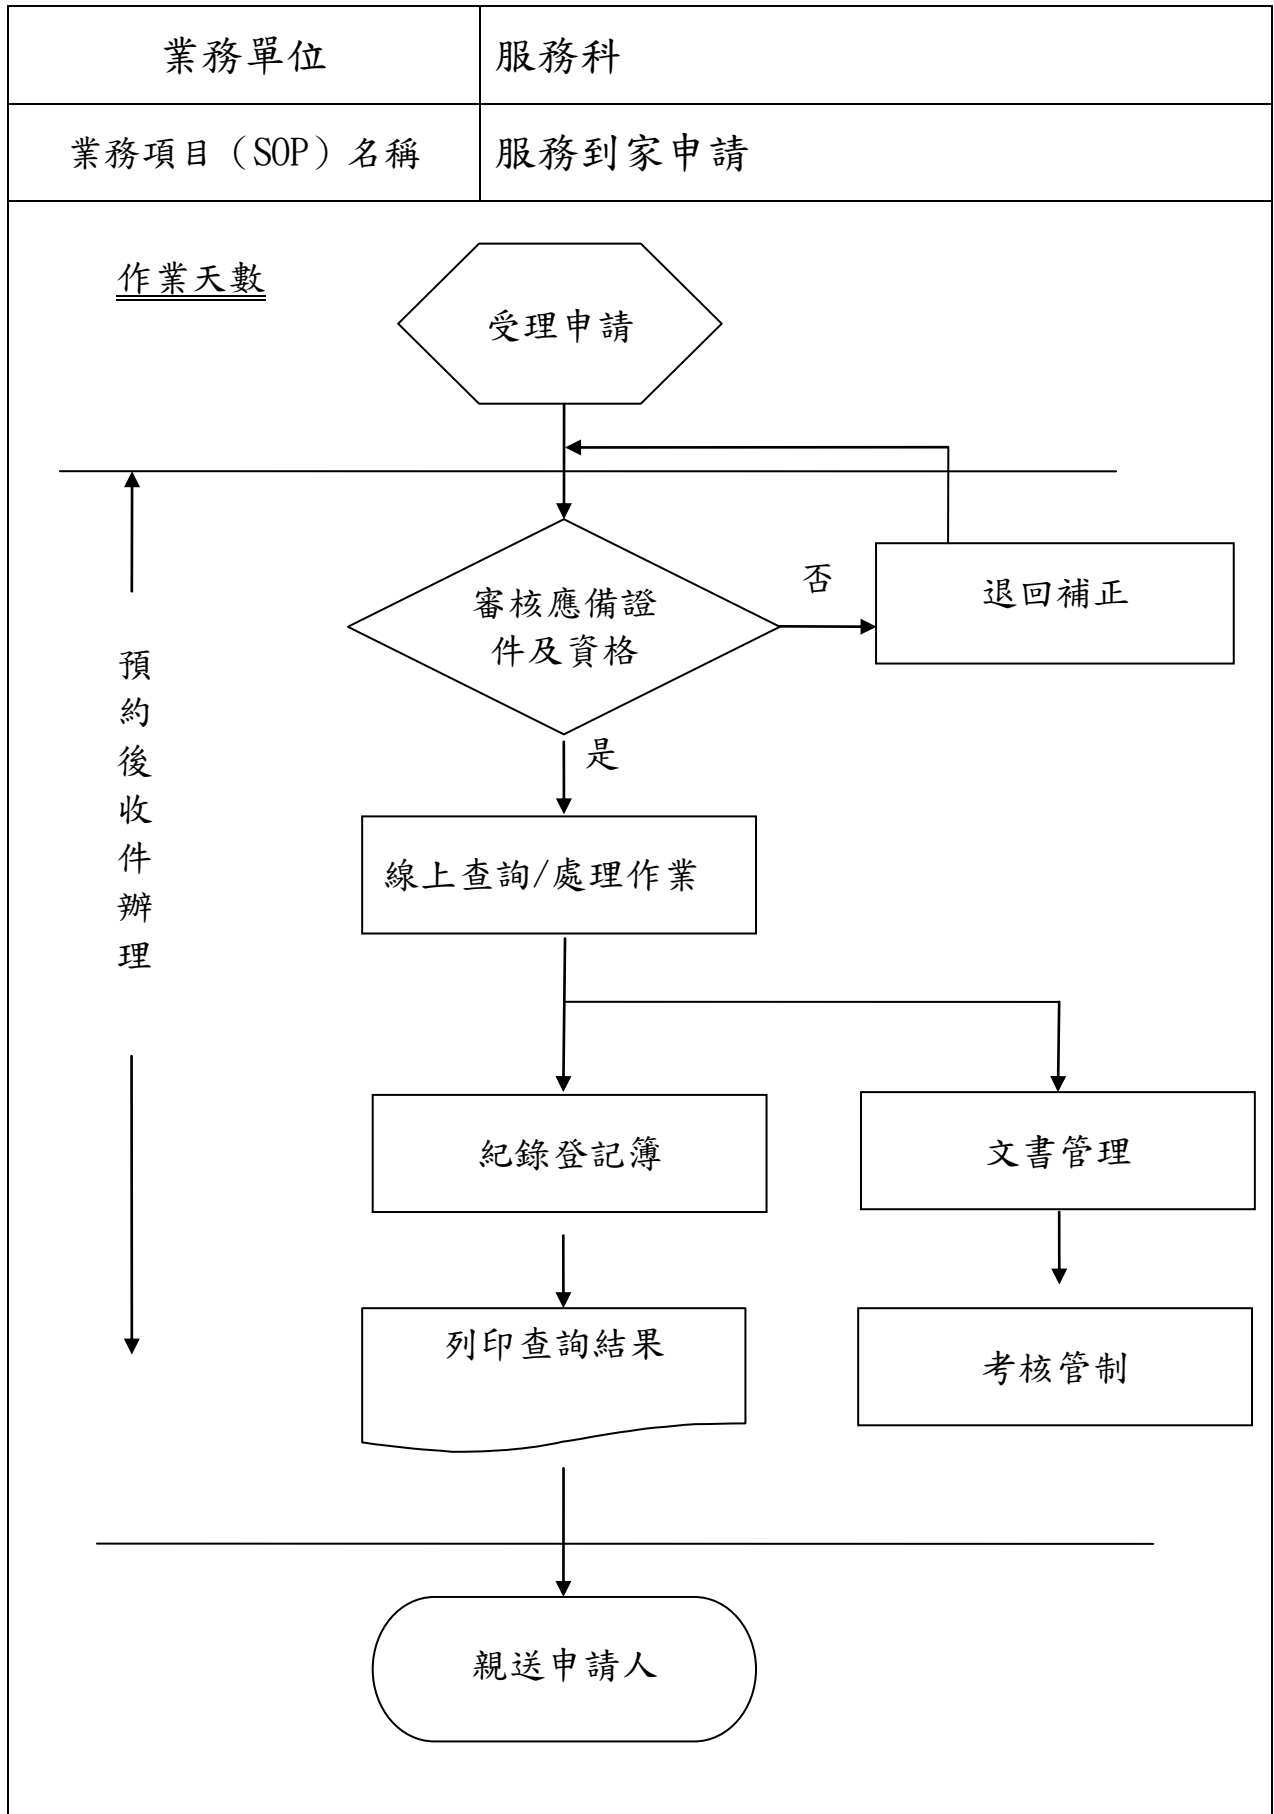 業務單位
服務科
業務項目（SOP）名稱
服務到家申請
作業天數
受理申請
審核應備證
件及資格
否
退回補正
是
預
約
後
收
件
辦
理
線上查詢/處理作業
紀錄登記簿
文書管理
列印查詢結果
考核管制
親送申請人